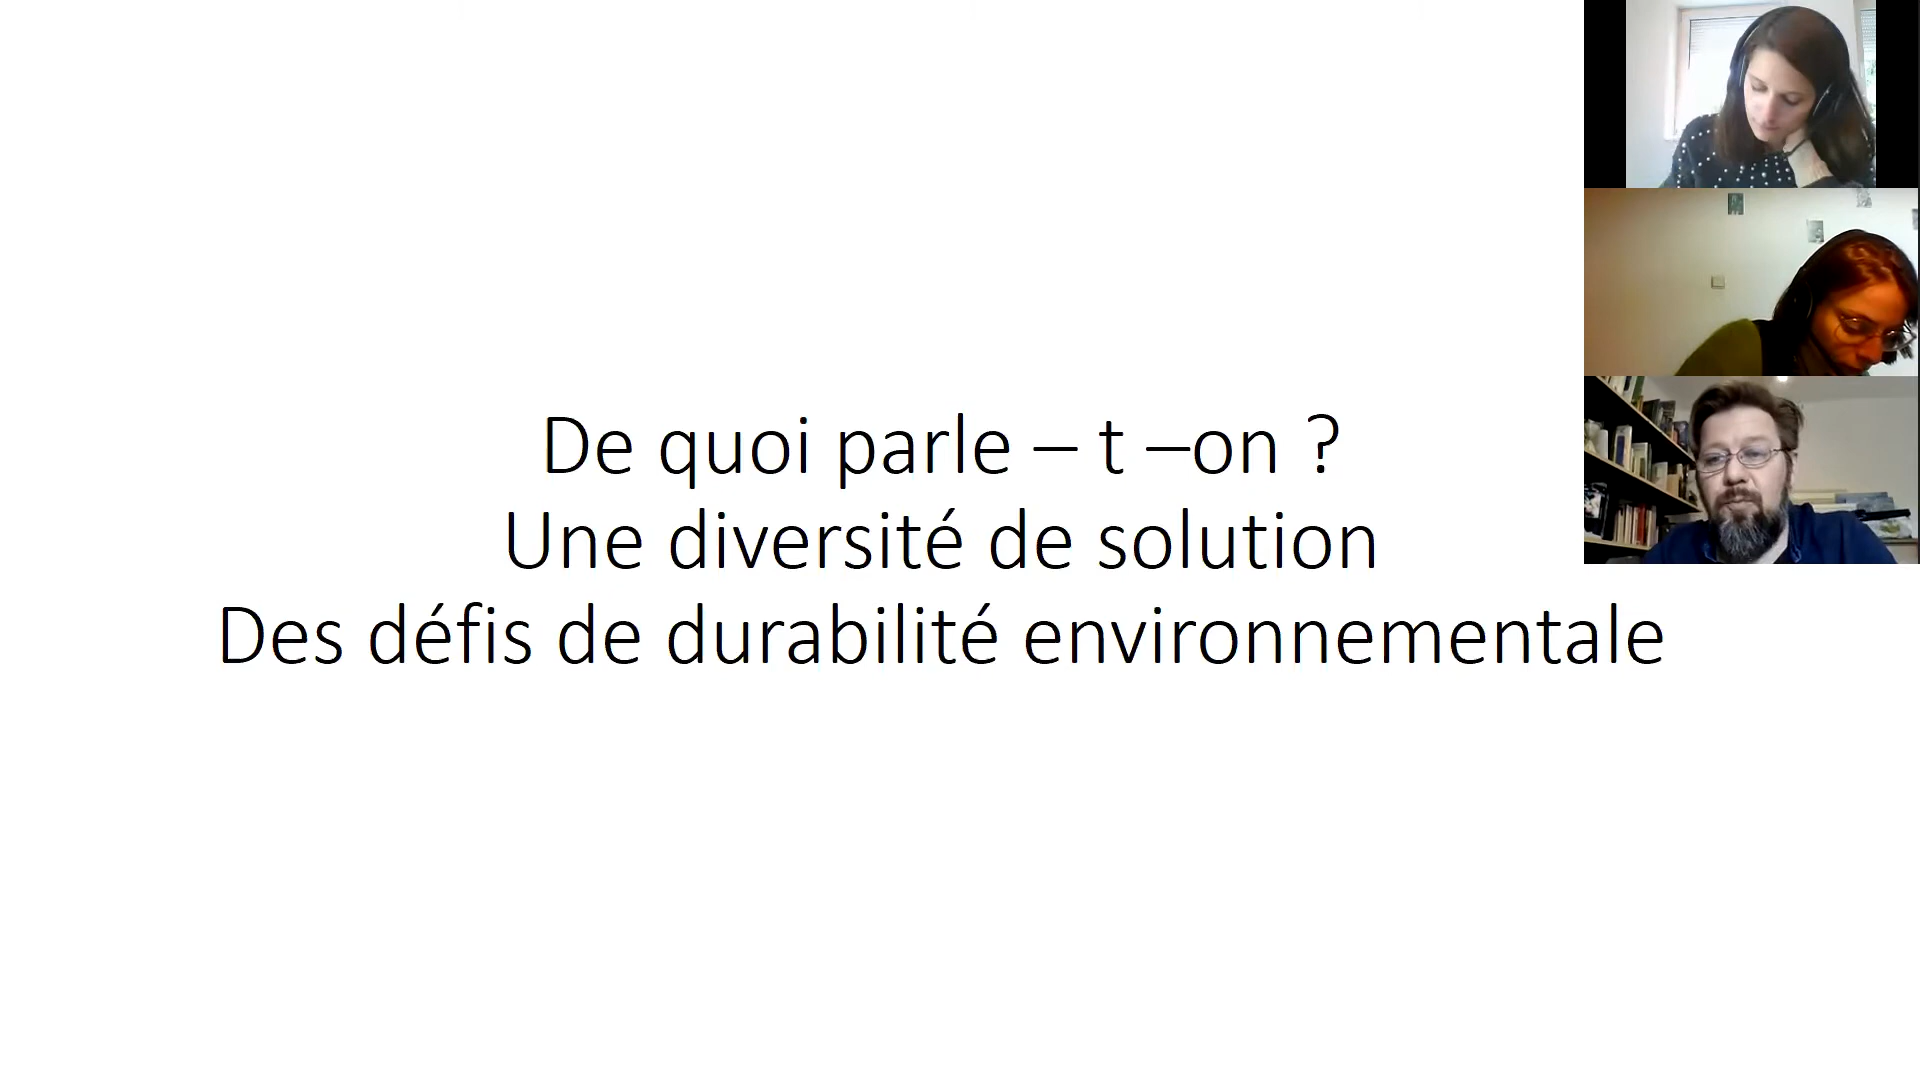 De quoi parle – t –on ?
Une diversité de solution
Des défis de durabilité environnementale